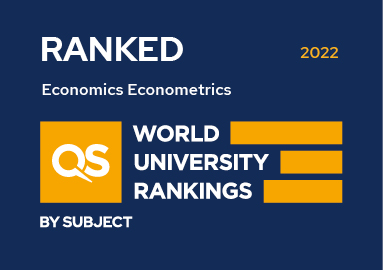 RANKED
2022
Economics Econometrics
QS
WORLD
UNIVERSITY
RANKINGS
BY SUBJECT